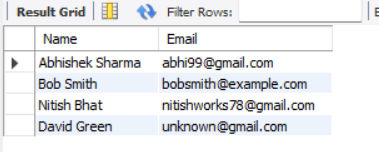 Result Grid Filter Rows:
Name Email
Abhishek Sharma abhi99@gmail.com
Bob Smith bobsmith@example.com
Nitish Bhat nitishworks78@gmail.com
David Green unknown@gmail.com